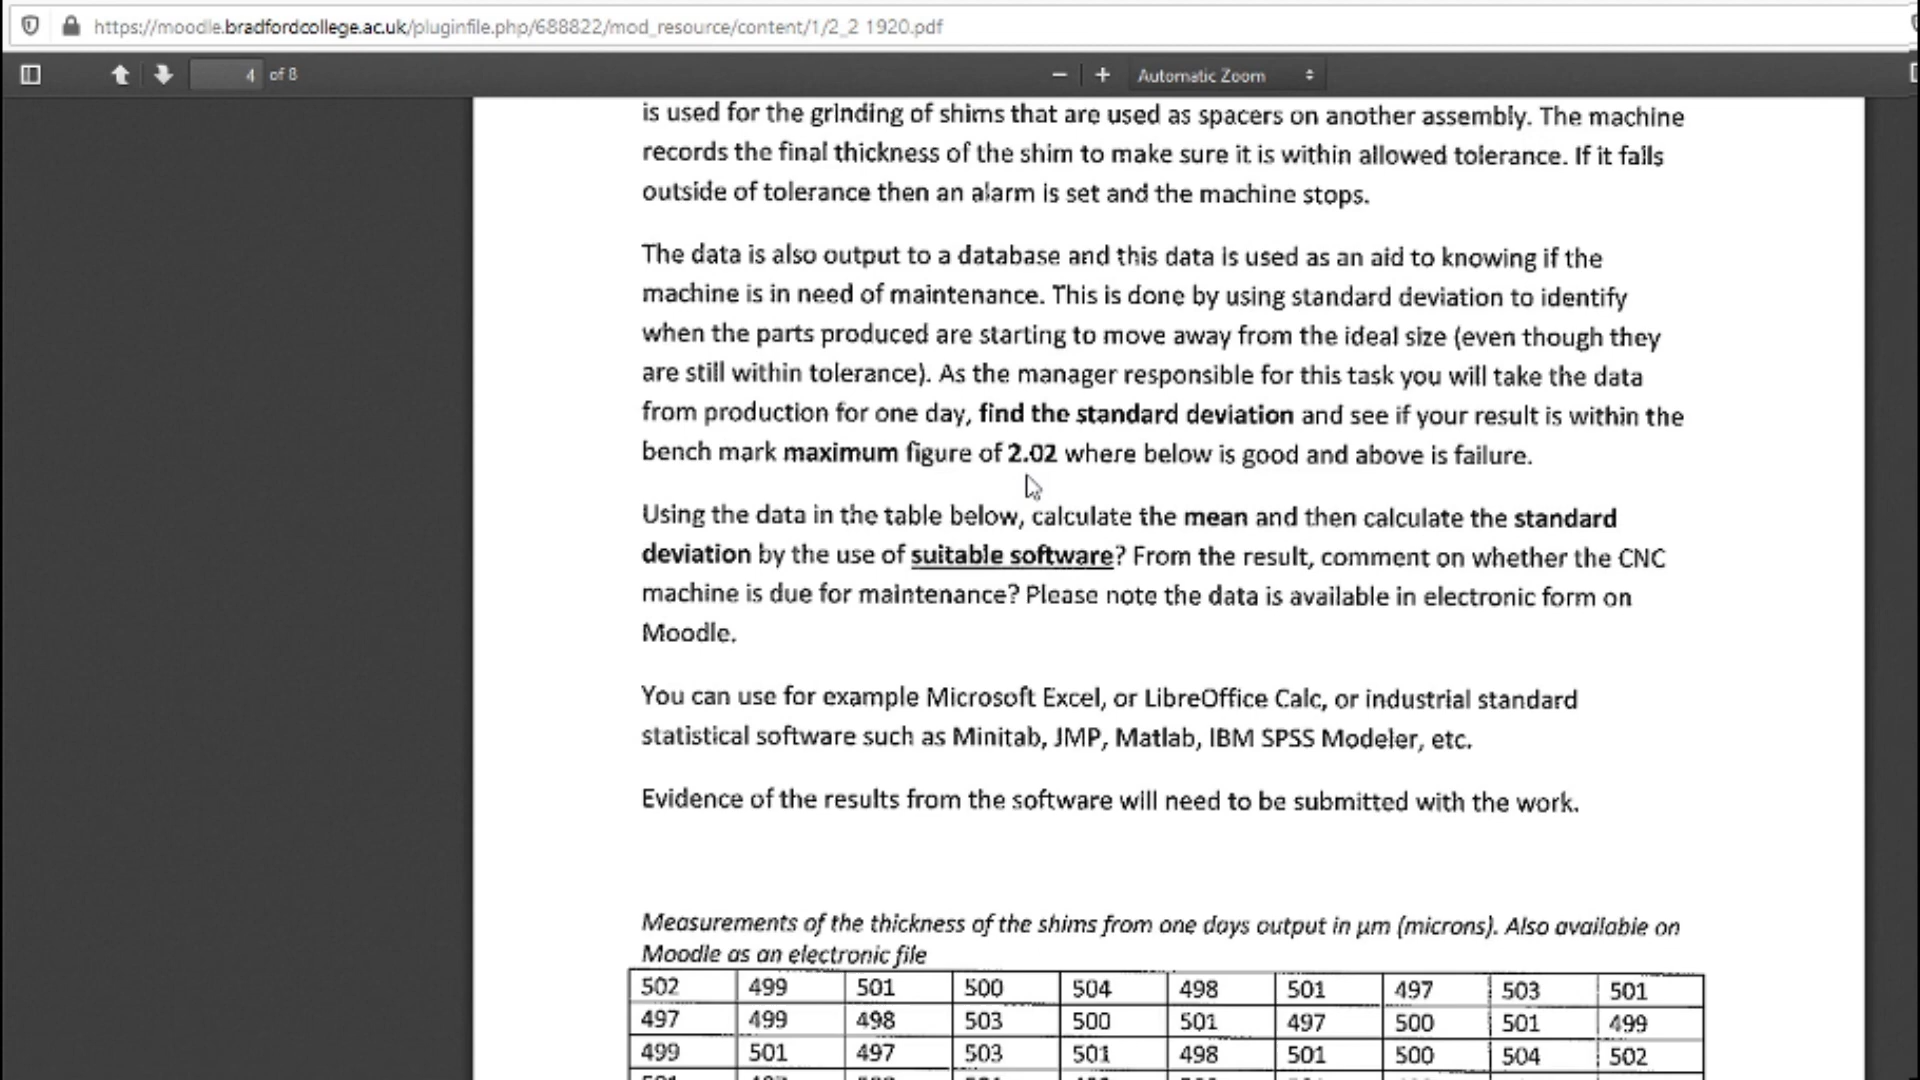 https://moodle.bradfordcollege.ac.uk/pluginfile.php/688822/mod_resource/content/1/2_2 1920.pdf
4 of 8
Automatic Zoom
is used for the grinding of shims that are used as spacers on another assembly. The machine
records the final thickness of the shim to make sure it is within allowed tolerance. If it falls
outside of tolerance then an alarm is set and the machine stops.
The data is also output to a database and this data is used as an aid to knowing if the
machine is in need of maintenance. This is done by using standard deviation to identify
when the parts produced are starting to move away from the ideal size (even though they
are still within tolerance). As the manager responsible for this task you will take the data
from production for one day, find the standard deviation and see if your result is within the
bench mark maximum figure of 2.02 where below is good and above is failure.
Using the data in the table below, calculate the mean and then calculate the standard
deviation by the use of suitable software? From the result, comment on whether the CNC
machine is due for maintenance? Please note the data is available in electronic form on
Moodle.
You can use for example Microsoft Excel, or LibreOffice Calc, or industrial standard
statistical software such as Minitab, JMP, Matlab, IBM SPSS Modeler, etc.
Evidence of the results from the software will need to be submitted with the work.
Measurements of the thickness of the shims from one days output in µm (microns). Also available on
Moodle as an electronic file
502 499 501 500 504 498 501 497 503 501
497 499 498 503 500 501 497 500 501 499
499 501 497 503 501 498 501 500 504 502